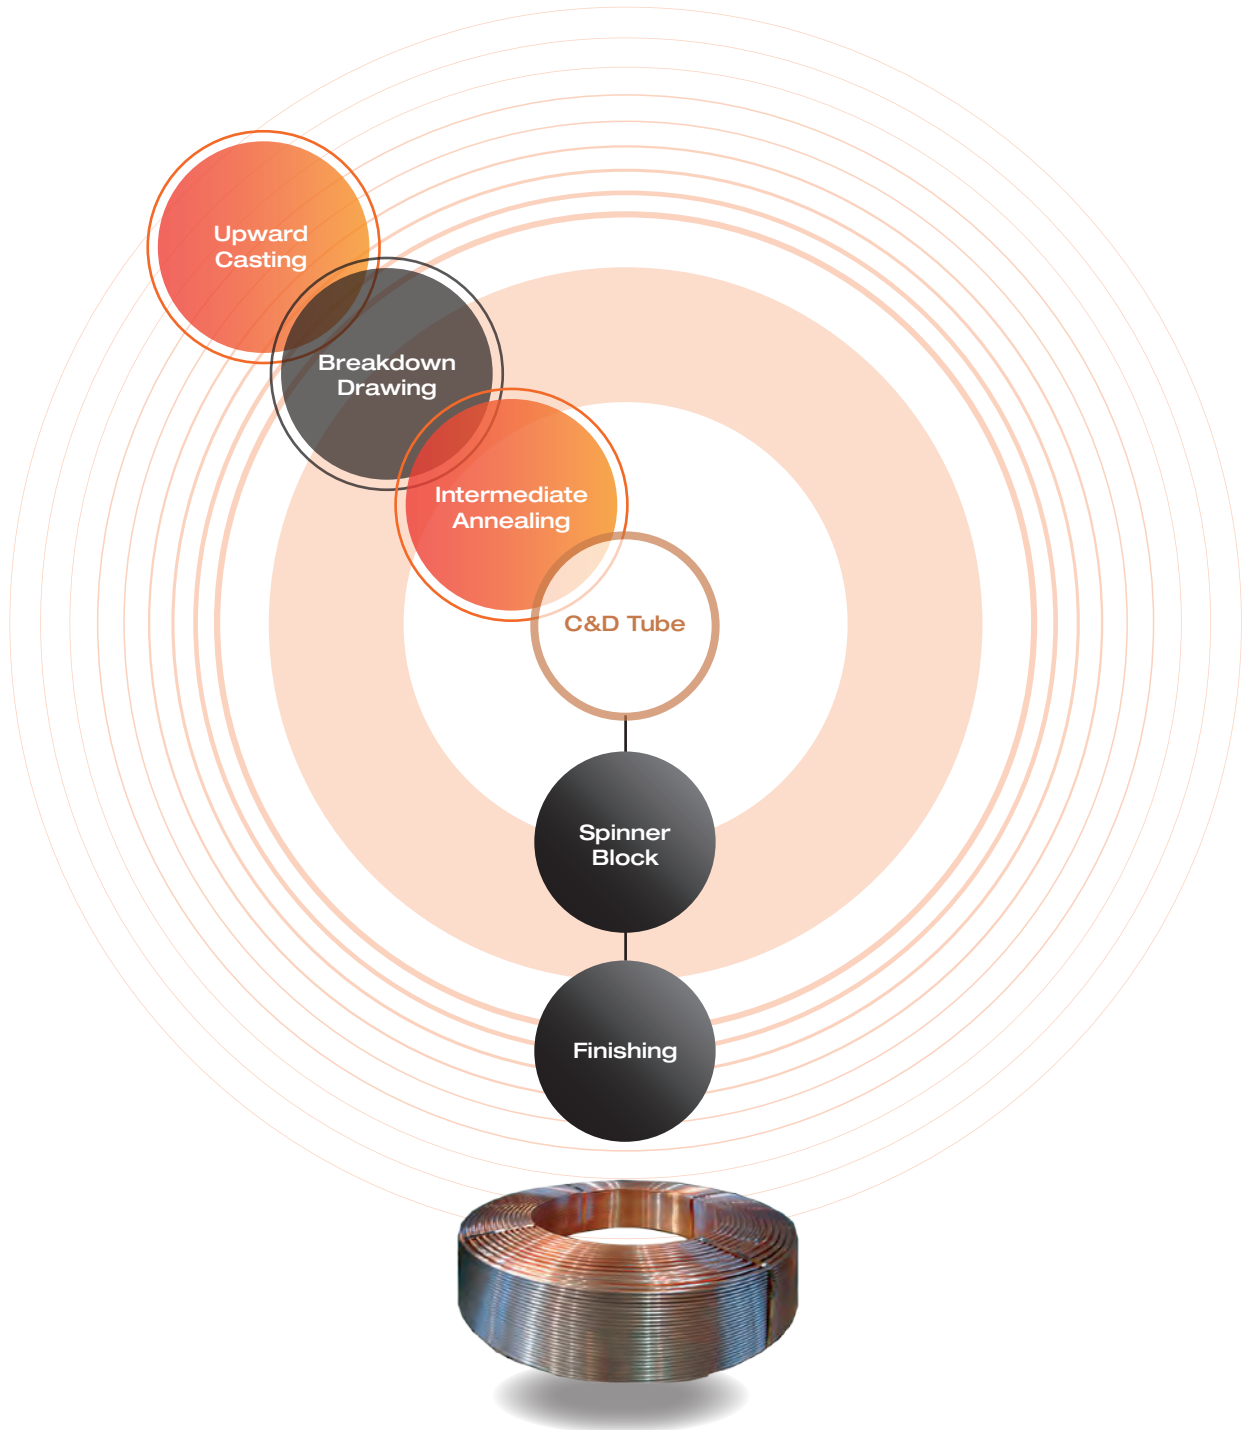 Upward
Casting
Breakdown
Drawing
Intermediate
Annealing
C&D Tube
Spinner
Block
Finishing